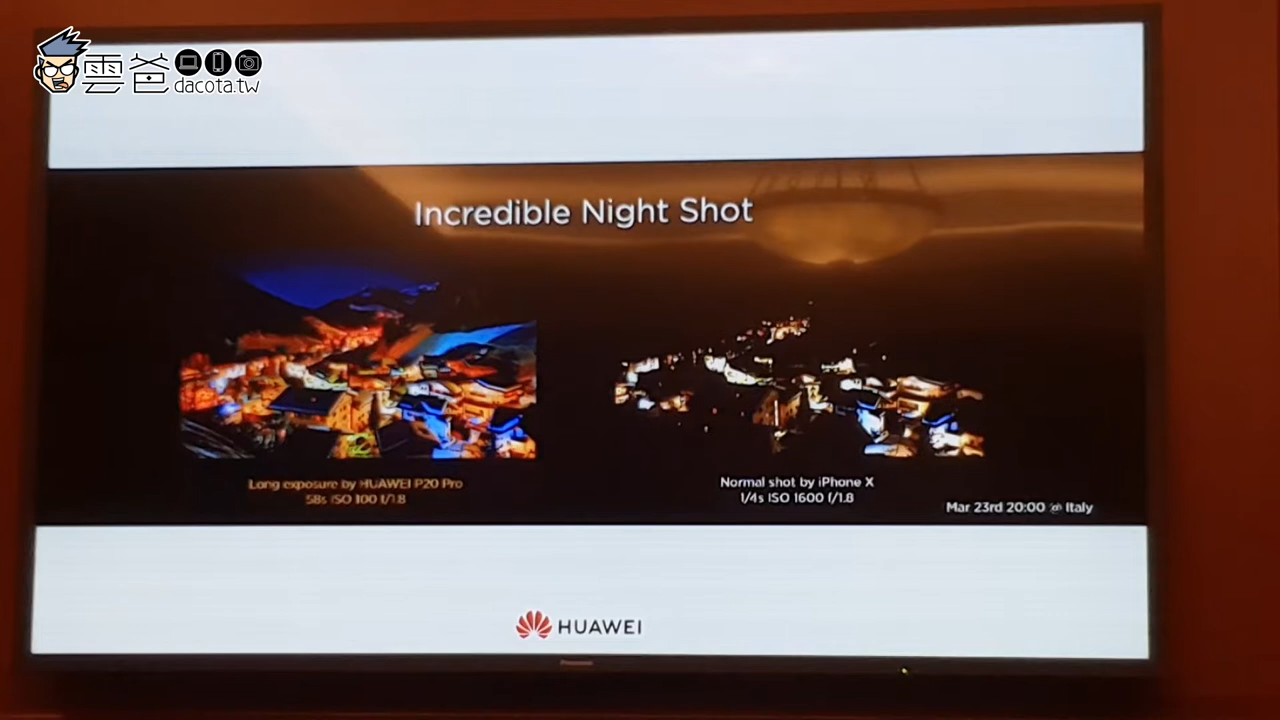 雲爸
dacota.tw
Incredible Night Shot
Long exposure by HUAWEI P20 Pro
58s ISO 100 f/1.8
Normal shot by iPhone X
1/4s ISO 1600 f/1.8
Mar 23rd 20:00 @ Italy
HUAWEI
Panasonic